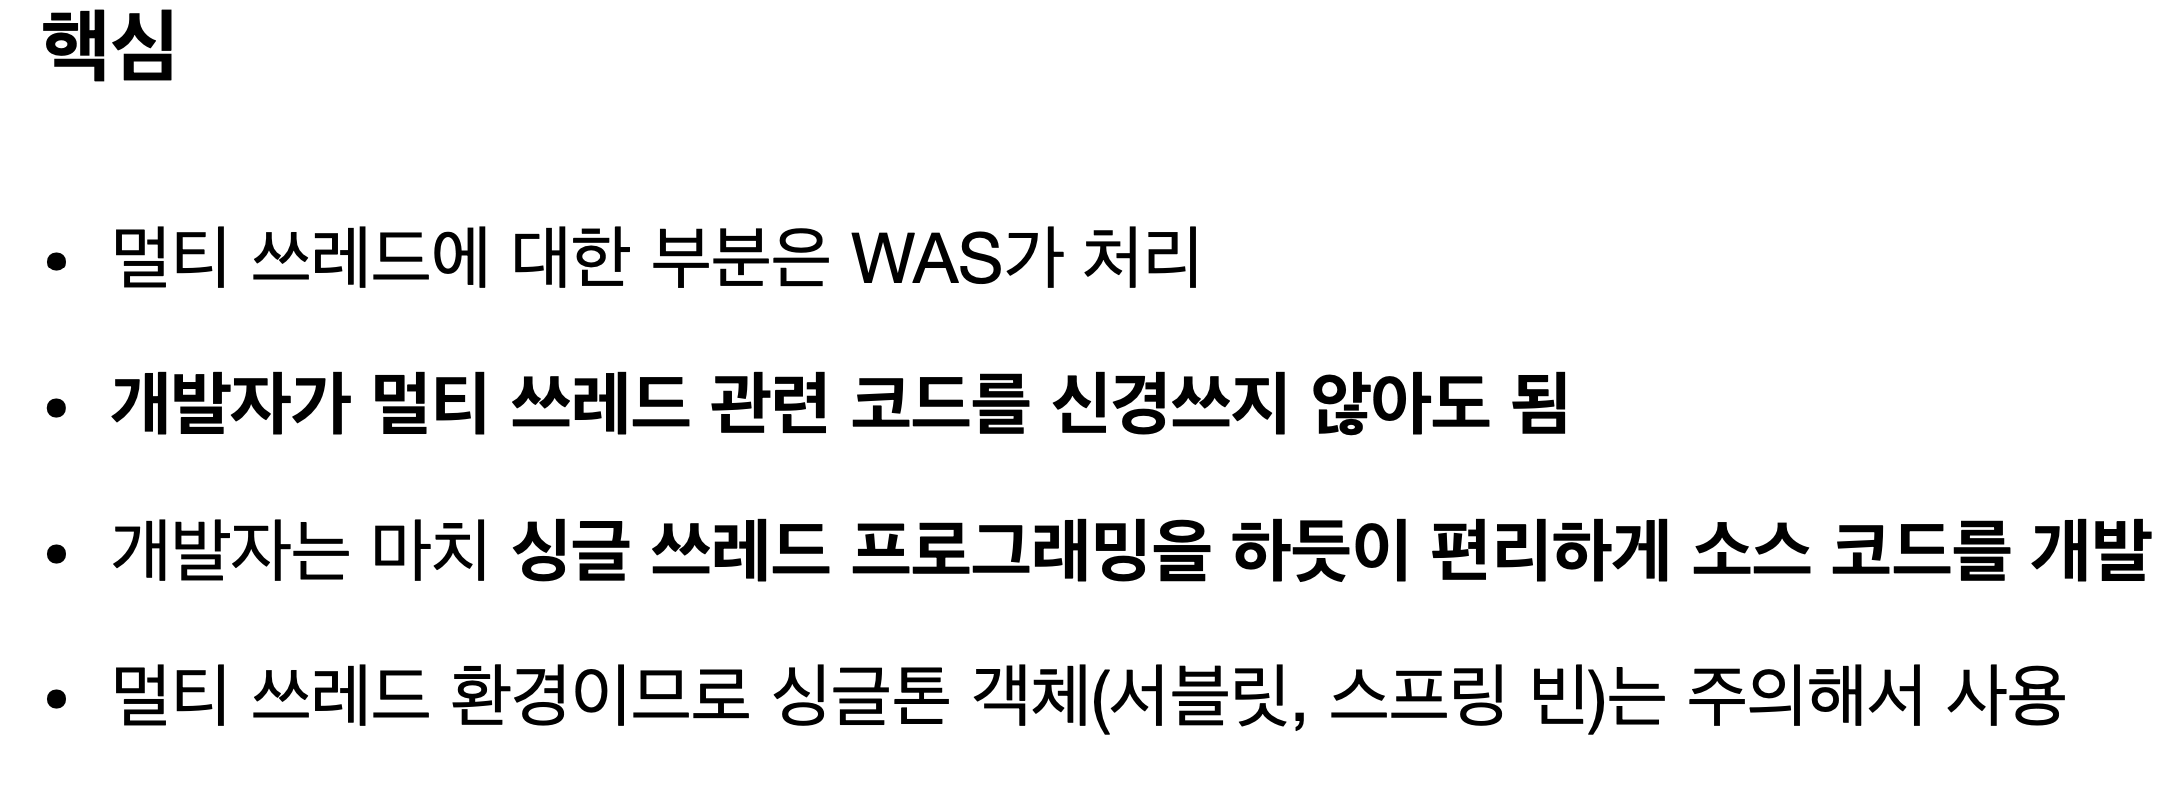 핵심
• 멀티 쓰레드에 대한 부분은 WAS가 처리
• 개발자가 멀티 쓰레드 관련 코드를 신경쓰지 않아도 됨
• 개발자는 마치 싱글 쓰레드 프로그래밍을 하듯이 편리하게 소스 코드를 개발
• 멀티 쓰레드 환경이므로 싱글톤 객체(서블릿, 스프링 빈)는 주의해서 사용